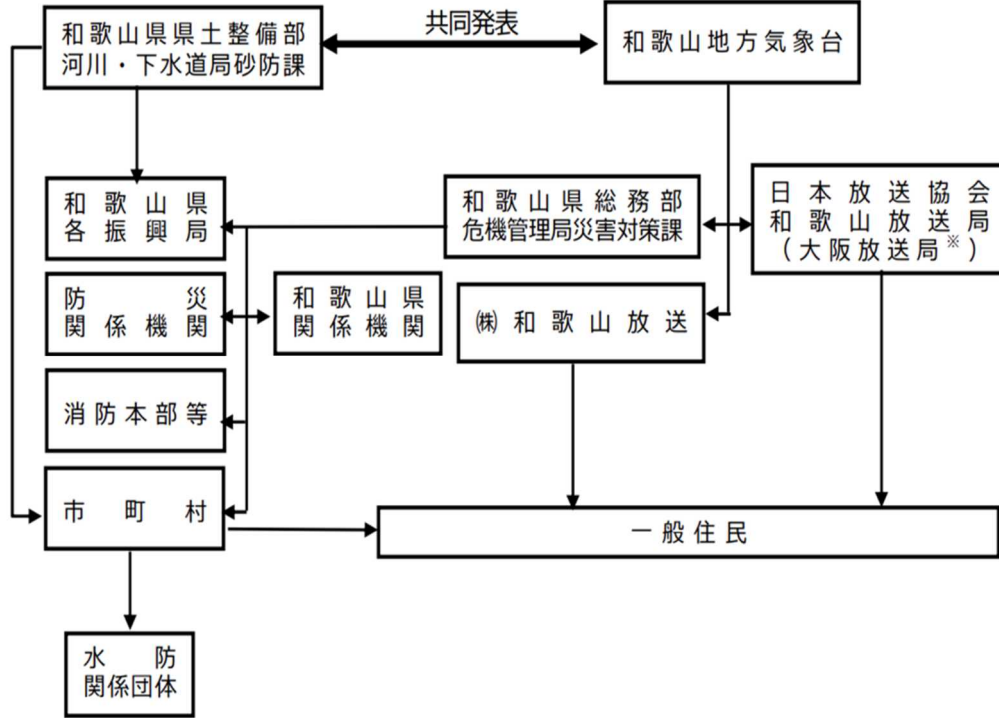 共同発表
和歌山県県土整備部
河川・下水道局砂防課
和歌山地方気象台
和歌山県
各振興局
和歌山県総務部
危機管理局災害対策課
日本放送協会
和歌山放送局
(大阪放送局※)
防災
関係機関
和歌山県
関係機関
㈱和歌山放送
消防本部等
市町村
一般住民
水防
関係団体